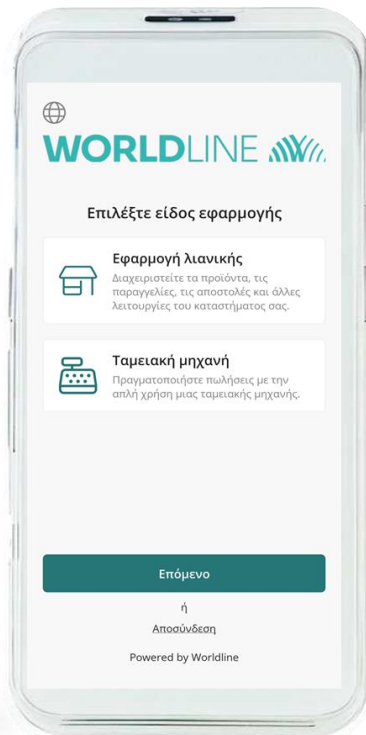 WORLDLINE
Επιλέξτε είδος εφαρμογής
Εφαρμογή λιανικής
Διαχειριστείτε τα προϊόντα, τις
παραγγελίες, τις αποστολές και άλλες
λειτουργίες του καταστήματος σας.
Ταμειακή μηχανή
Πραγματοποιήστε πωλήσεις με την
απλή χρήση μιας ταμειακής μηχανής.
Επόμενο
ή
Αποσύνδεση
Powered by Worldline